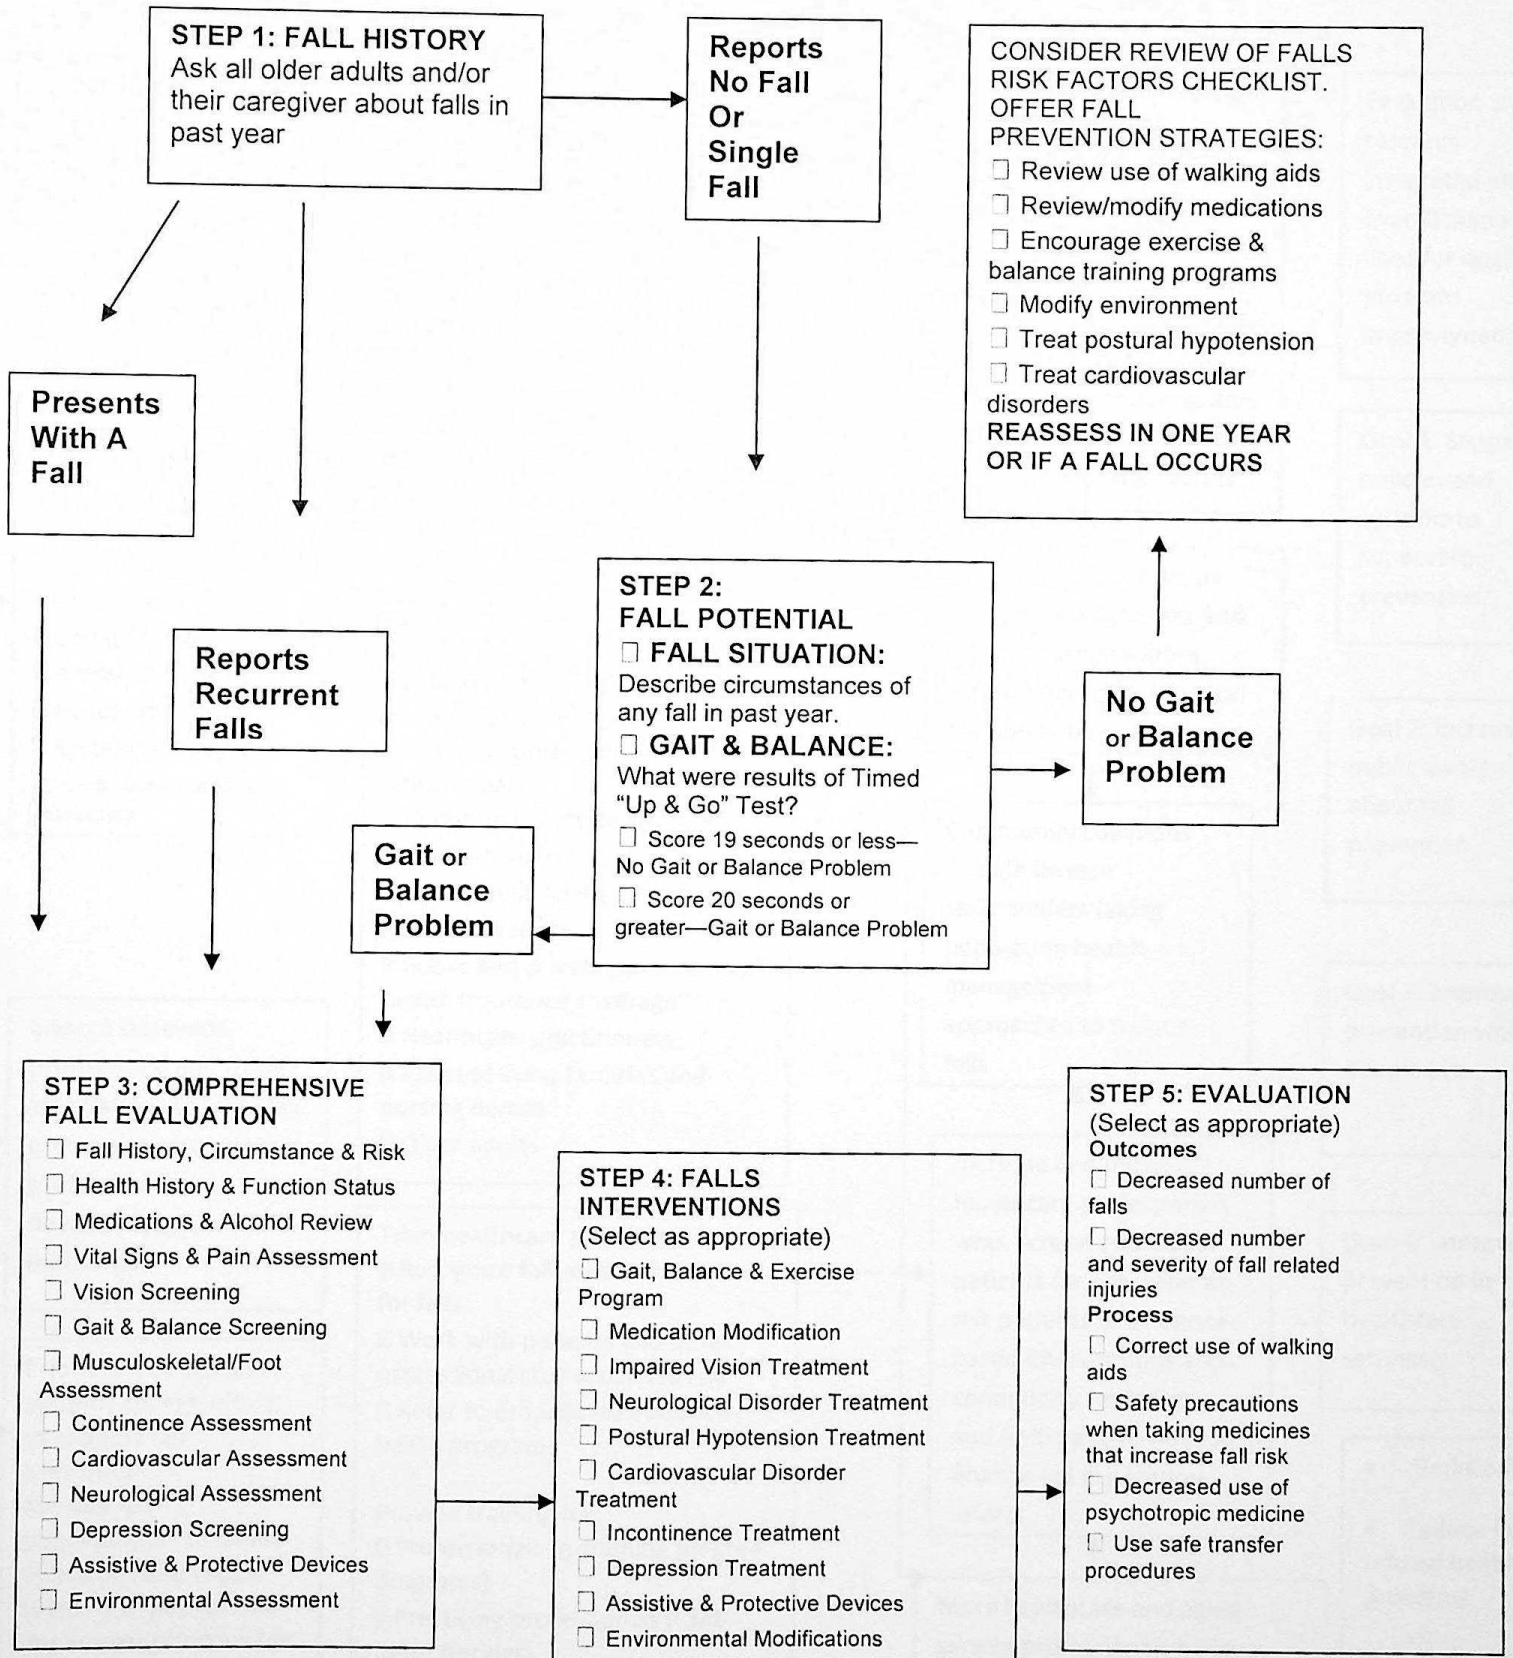 STEP 1: FALL HISTORY
Ask all older adults and/or
their caregiver about falls in
past year
Reports
No Fall
Or
Single
Fall
CONSIDER REVIEW OF FALLS
RISK FACTORS CHECKLIST.
OFFER FALL
PREVENTION STRATEGIES:
☐ Review use of walking aids
☐ Review/modify medications
☐ Encourage exercise &
balance training programs
☐ Modify environment
☐ Treat postural hypotension
☐ Treat cardiovascular
disorders
REASSESS IN ONE YEAR
OR IF A FALL OCCURS
Presents
With A
Fall
Reports
Recurrent
Falls
STEP 2:
FALL POTENTIAL
☐ FALL SITUATION:
Describe circumstances of
any fall in past year.
☐ GAIT & BALANCE:
What were results of Timed
“Up & Go” Test?
☐ Score 19 seconds or less—
No Gait or Balance Problem
☐ Score 20 seconds or
greater—Gait or Balance Problem
No Gait
or Balance
Problem
Gait or
Balance
Problem
STEP 3: COMPREHENSIVE
FALL EVALUATION
☐ Fall History, Circumstance & Risk
☐ Health History & Function Status
☐ Medications & Alcohol Review
☐ Vital Signs & Pain Assessment
☐ Vision Screening
☐ Gait & Balance Screening
☐ Musculoskeletal/Foot
Assessment
☐ Continence Assessment
☐ Cardiovascular Assessment
☐ Neurological Assessment
☐ Depression Screening
☐ Assistive & Protective Devices
☐ Environmental Assessment
STEP 4: FALLS
INTERVENTIONS
(Select as appropriate)
☐ Gait, Balance & Exercise
Program
☐ Medication Modification
☐ Impaired Vision Treatment
☐ Neurological Disorder Treatment
☐ Postural Hypotension Treatment
☐ Cardiovascular Disorder
Treatment
☐ Incontinence Treatment
☐ Depression Treatment
☐ Assistive & Protective Devices
☐ Environmental Modifications
STEP 5: EVALUATION
(Select as appropriate)
Outcomes
☐ Decreased number of
falls
☐ Decreased number
and severity of fall related
injuries
Process
☐ Correct use of walking
aids
☐ Safety precautions
when taking medicines
that increase fall risk
☐ Decreased use of
psychotropic medicine
☐ Use safe transfer
procedures